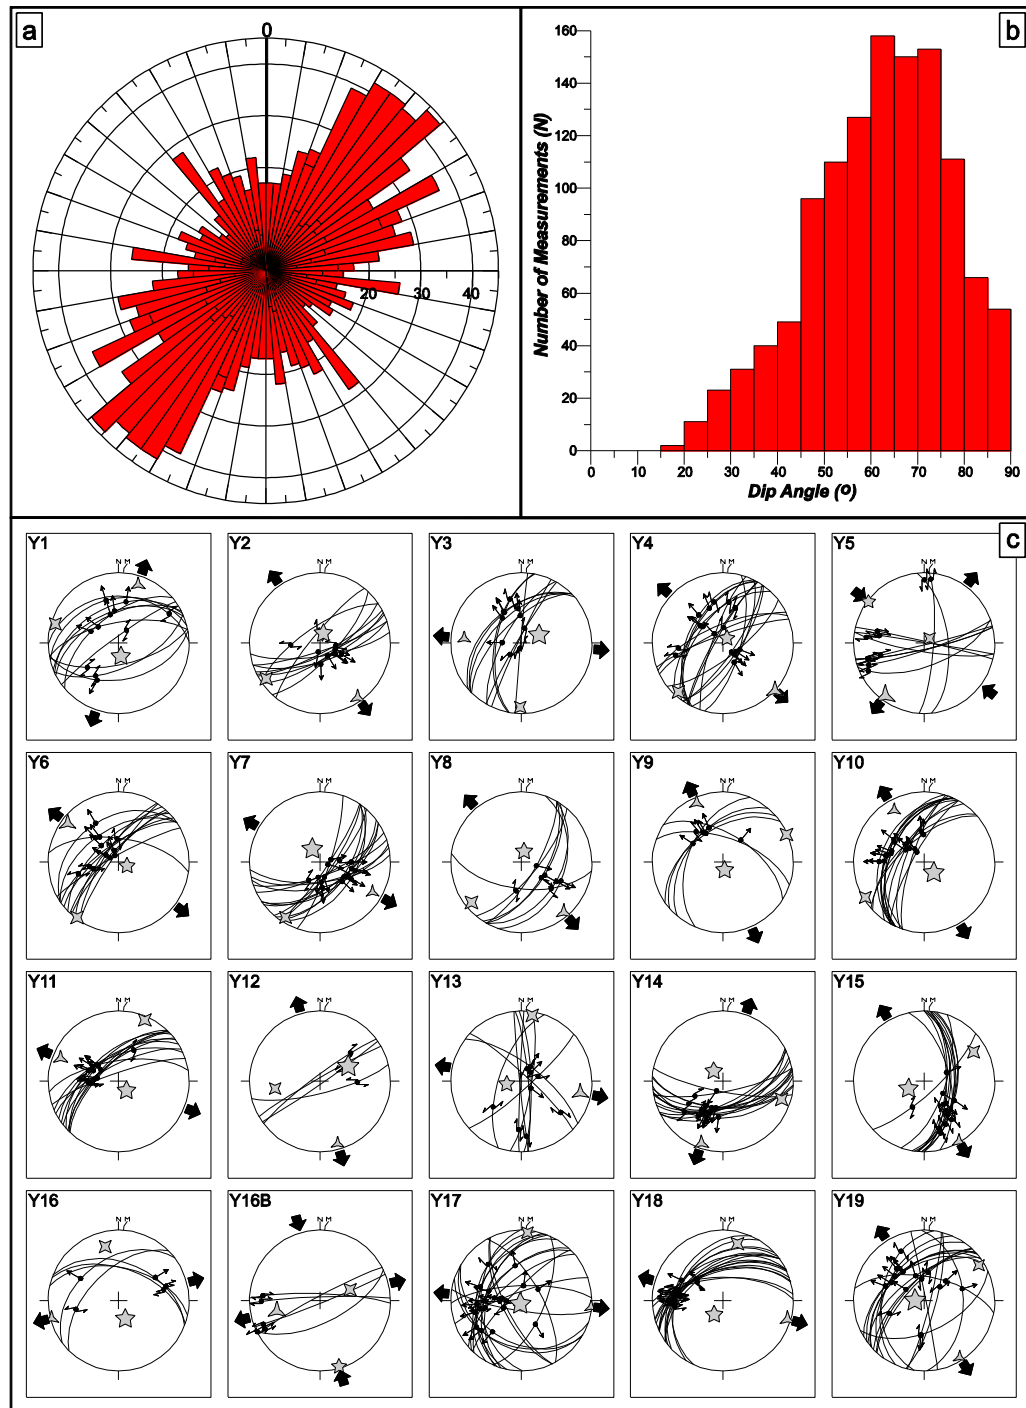 a
0
20
30
40
b
160
140
120
100
80
60
40
20
0
Number of Measurements (N)
0
10
20
30
40
50
60
70
80
90
Dip Angle (o)
c
Y1
N M
Y2
N M
Y3
N M
Y4
N M
Y5
N M
Y6
N M
Y7
N M
Y8
N M
Y9
N M
Y10
N M
Y11
N M
Y12
N M
Y13
N M
Y14
N M
Y15
N M
Y16
N M
Y16B
N M
Y17
N M
Y18
N M
Y19
N M